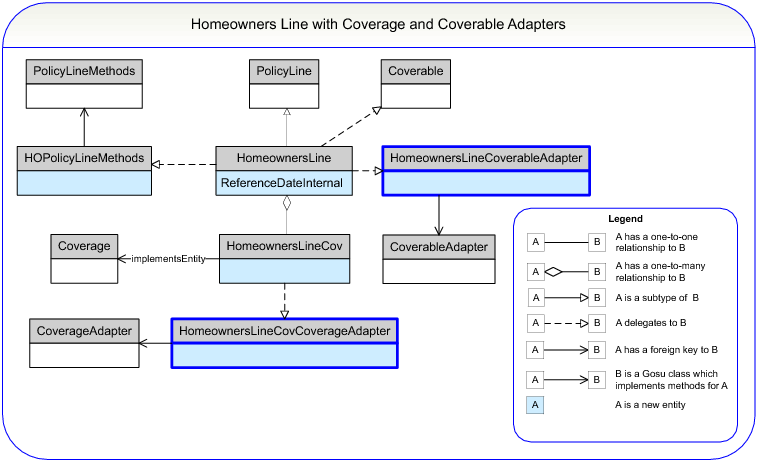 Homeowners Line with Coverage and Coverable Adapters
PolicyLineMethods
PolicyLine
Coverable
HOPolicyLineMethods
HomeownersLine
ReferenceDateInternal
HomeownersLineCoverableAdapter
Coverage
implementsEntity
HomeownersLineCov
CoverableAdapter
CoverageAdapter
HomeownersLineCovCoverageAdapter
Legend
A
B
A has a one-to-one
relationship to B
A
B
A has a one-to-many
relationship to B
A
B
A is a subtype of B
A
B
A delegates to B
A
B
A has a foreign key to B
A
B
B is a Gosu class which
implements methods for A
A
A is a new entity